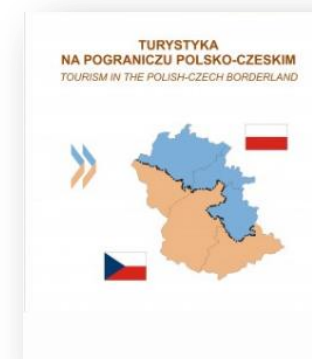 TURYSTYKA
NA POGRANICZU POLSKO-CZESKIM
TOURISM IN THE POLISH-CZECH BORDERLAND